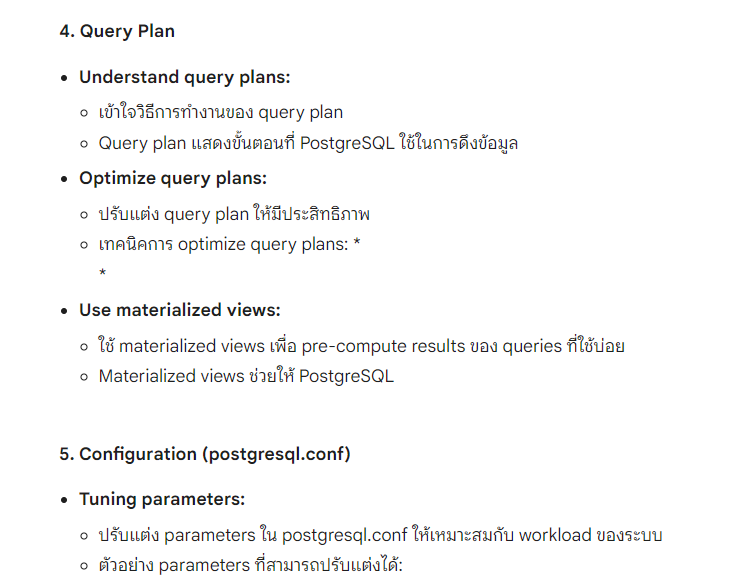 4. Query Plan
• Understand query plans:
○ เข้าใจวิธีการทำงานของ query plan
○ Query plan แสดงขั้นตอนที่ PostgreSQL ใช้ในการดึงข้อมูล
• Optimize query plans:
○ ปรับแต่ง query plan ให้มีประสิทธิภาพ
○ เทคนิคการ optimize query plans: *
*
• Use materialized views:
○ ใช้ materialized views เพื่อ pre-compute results ของ queries ที่ใช้บ่อย
○ Materialized views ช่วยให้ PostgreSQL
5. Configuration (postgresql.conf)
• Tuning parameters:
○ ปรับแต่ง parameters ใน postgresql.conf ให้เหมาะสมกับ workload ของระบบ
○ ตัวอย่าง parameters ที่สามารถปรับแต่งได้: